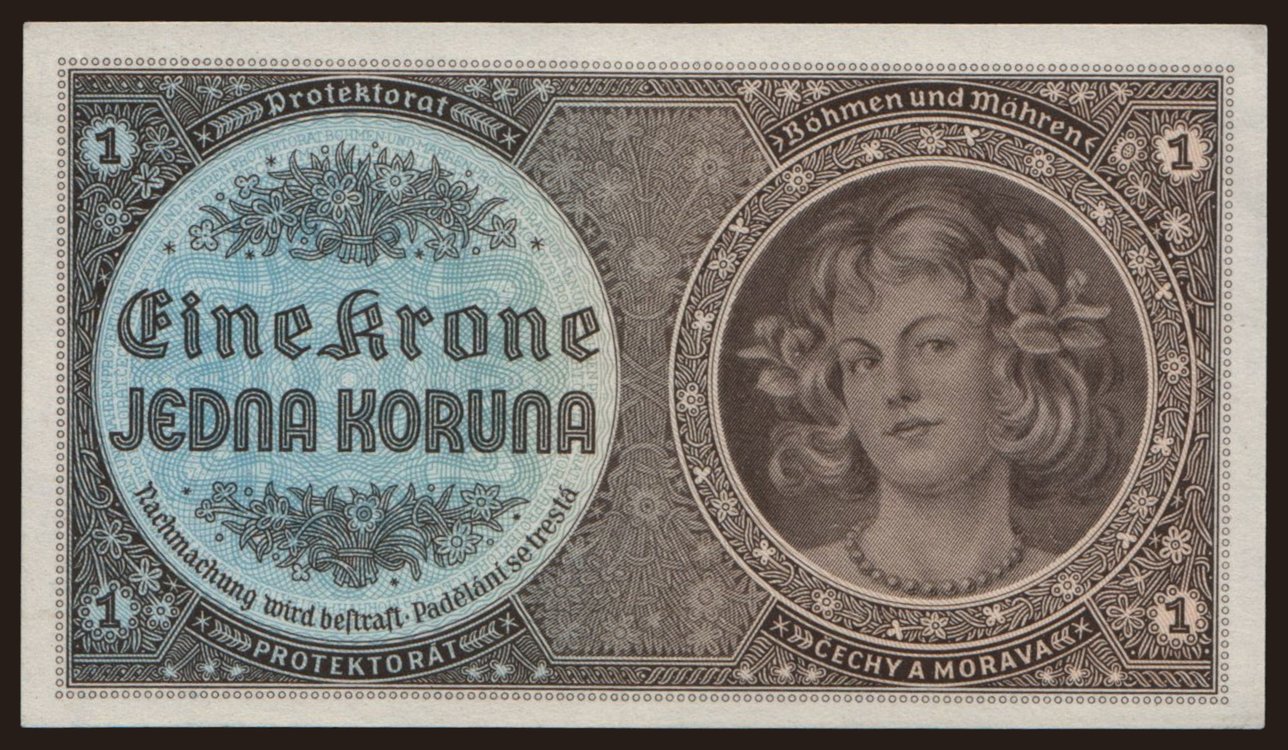 Protektorat
Böhmen und Mähren
1
1
Eine Krone
JEDNA KORUNA
Nachmachung wird bestraft · Padělání se trestá
1
1
PROTEKTORÁT
ČECHY A MORAVA